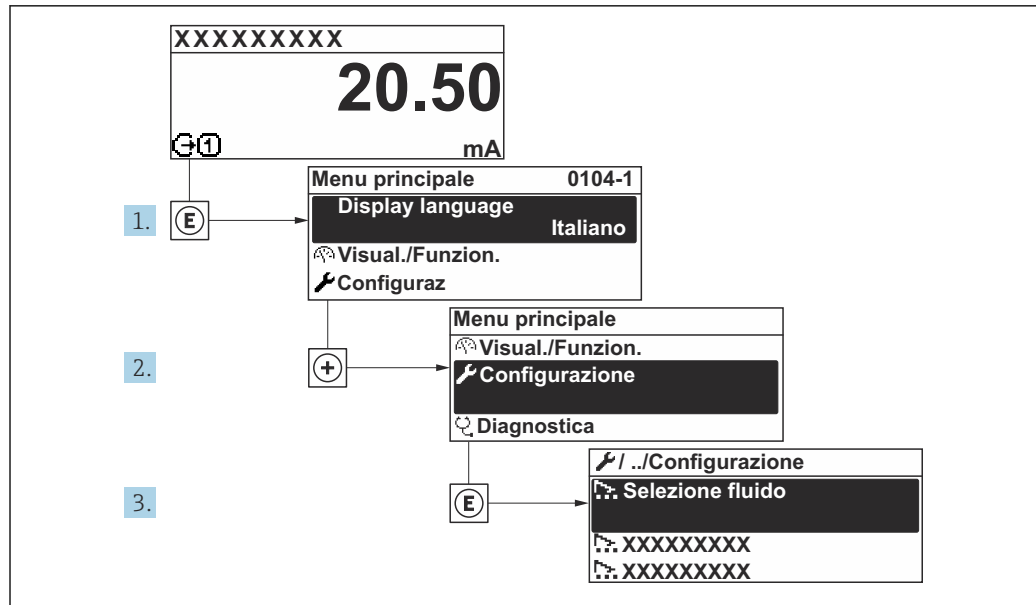 XXXXXXXXX
20.50
mA
1
Menu principale 0104-1
Display language
Italiano
Visual./Funzion.
Configuraz
1. E
Menu principale
Visual./Funzion.
Configurazione
Diagnostica
2. +
/ ../Configurazione
Selezione fluido
XXXXXXXXX
XXXXXXXXX
3. E